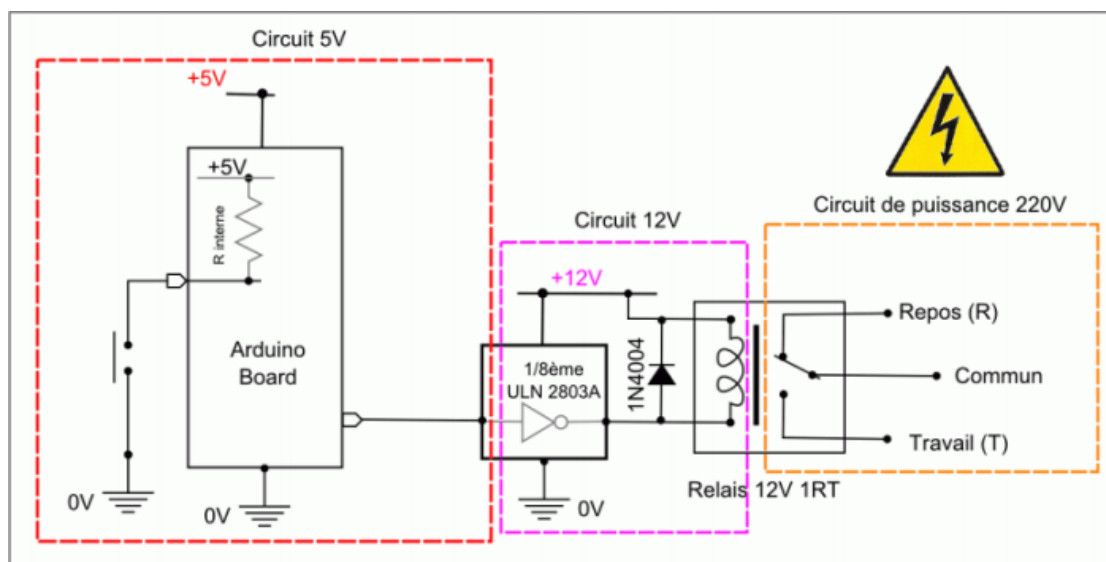 Circuit 5V
+5V
+5V
R interne
Arduino
Board
0V
0V
Circuit 12V
+12V
1/8ème
ULN 2803A
1N4004
0V
Relais 12V 1RT
Circuit de puissance 220V
Repos (R)
Commun
Travail (T)